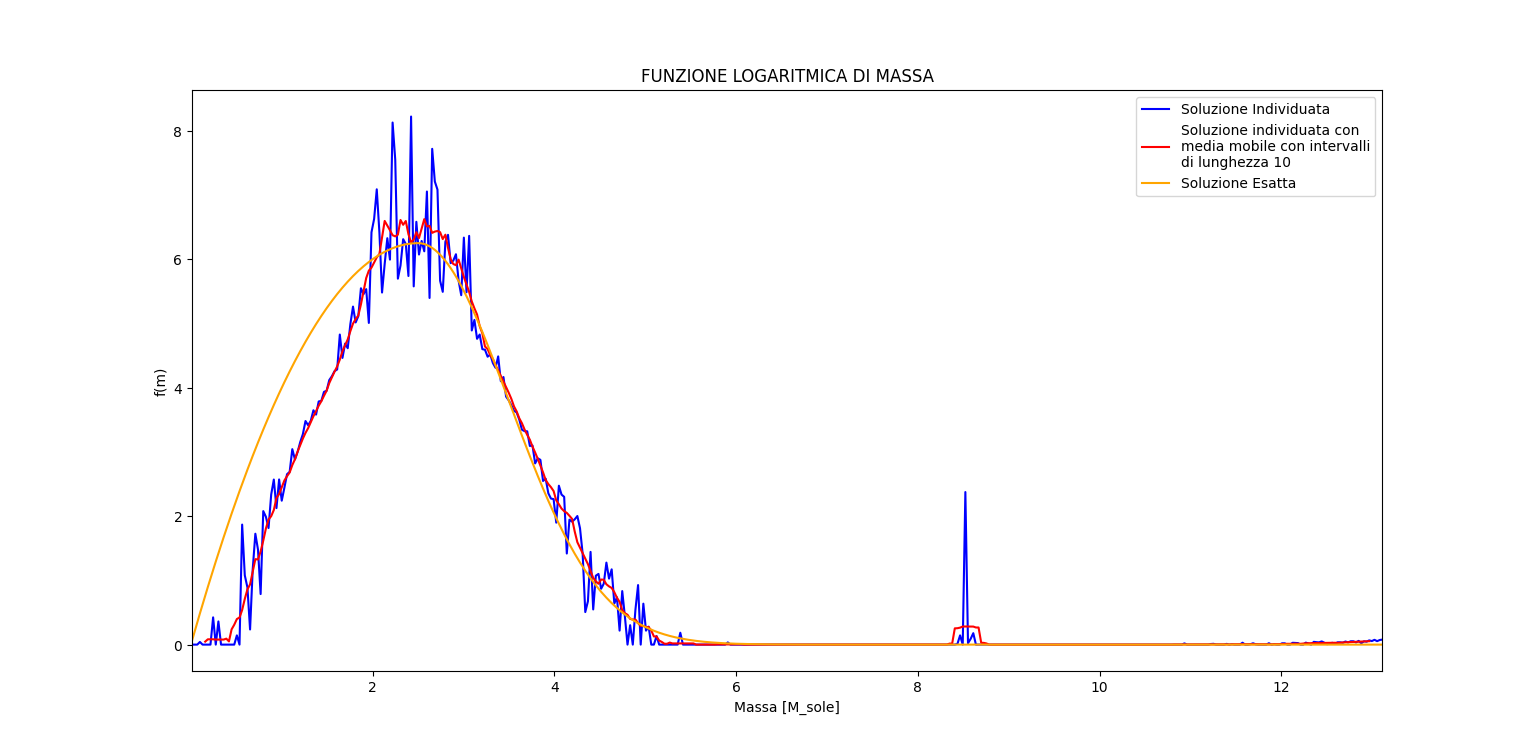 FUNZIONE LOGARITMICA DI MASSA
Soluzione Individuata
Soluzione individuata con
media mobile con intervalli
di lunghezza 10
Soluzione Esatta
f(m)
8
6
4
2
0
2 4 6 8 10 12
Massa [M_sole]